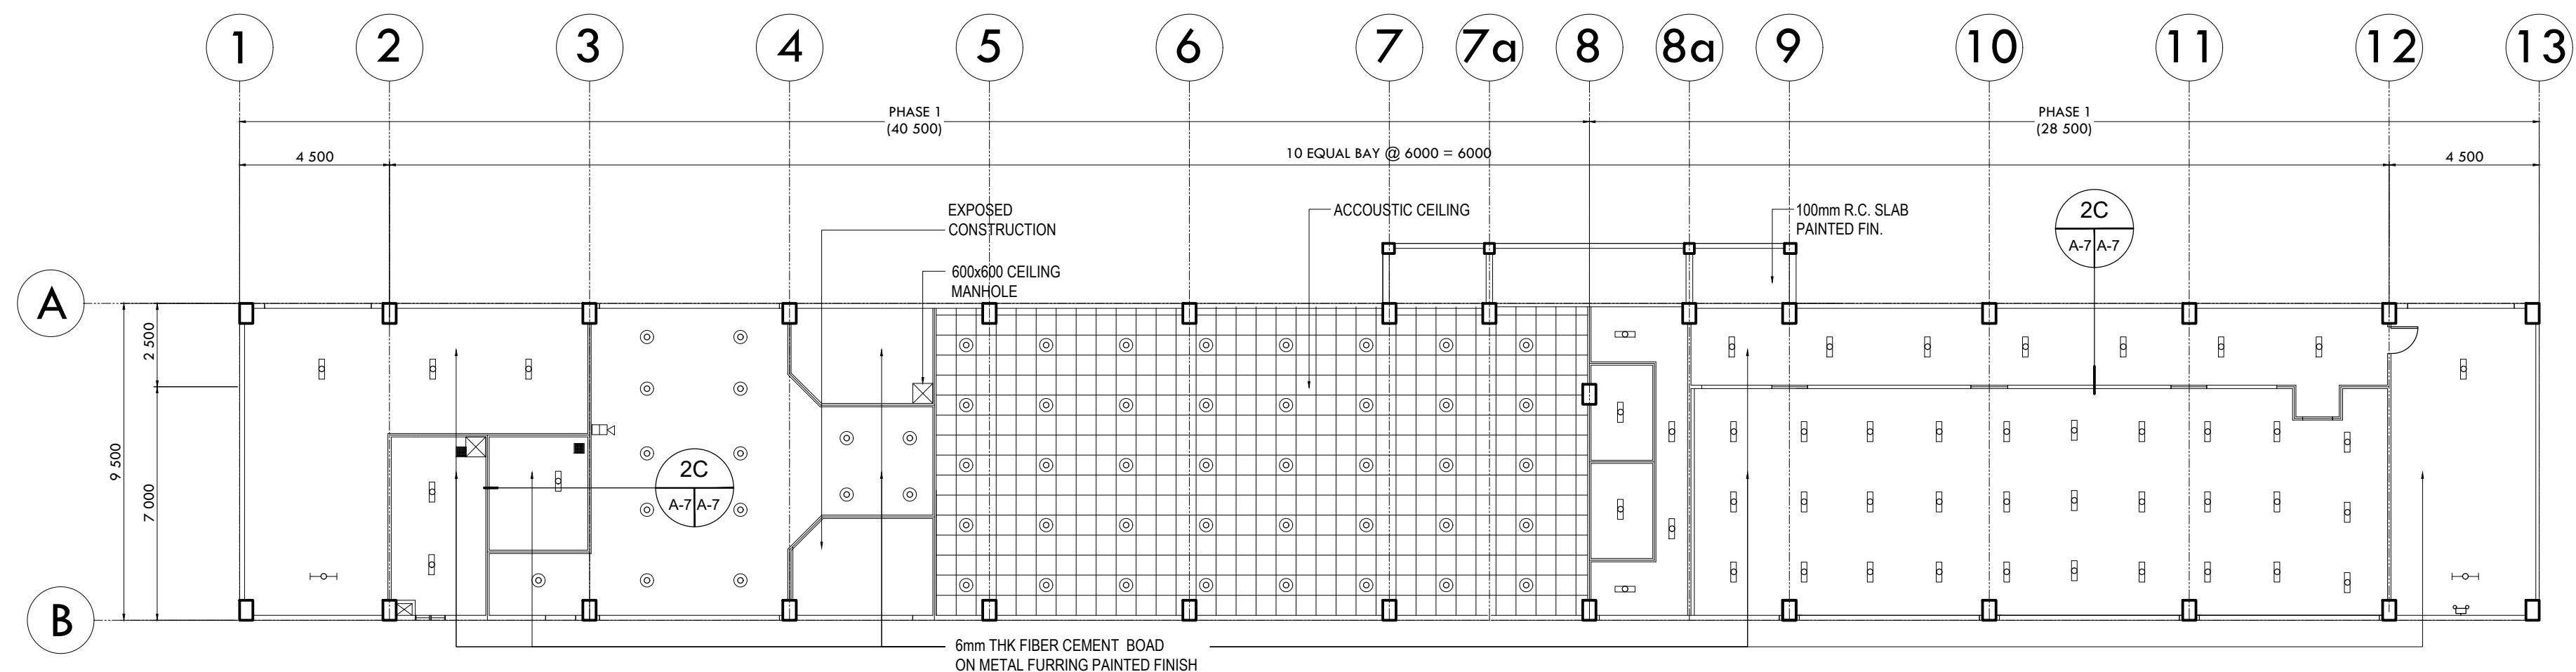 1 2 3 4 5 6 7 7a 8 8a 9 10 11 12 13
PHASE 1
(40 500)
PHASE 1
(28 500)
4 500
10 EQUAL BAY @ 6000 = 6000
4 500
EXPOSED
CONSTRUCTION
ACCOUSTIC CEILING
100mm R.C. SLAB
PAINTED FIN.
2C
A-7 A-7
600x600 CEILING
MANHOLE
A
2 500
9 500
7 000
2C
A-7 A-7
B
6mm THK FIBER CEMENT BOAD
ON METAL FURRING PAINTED FINISH